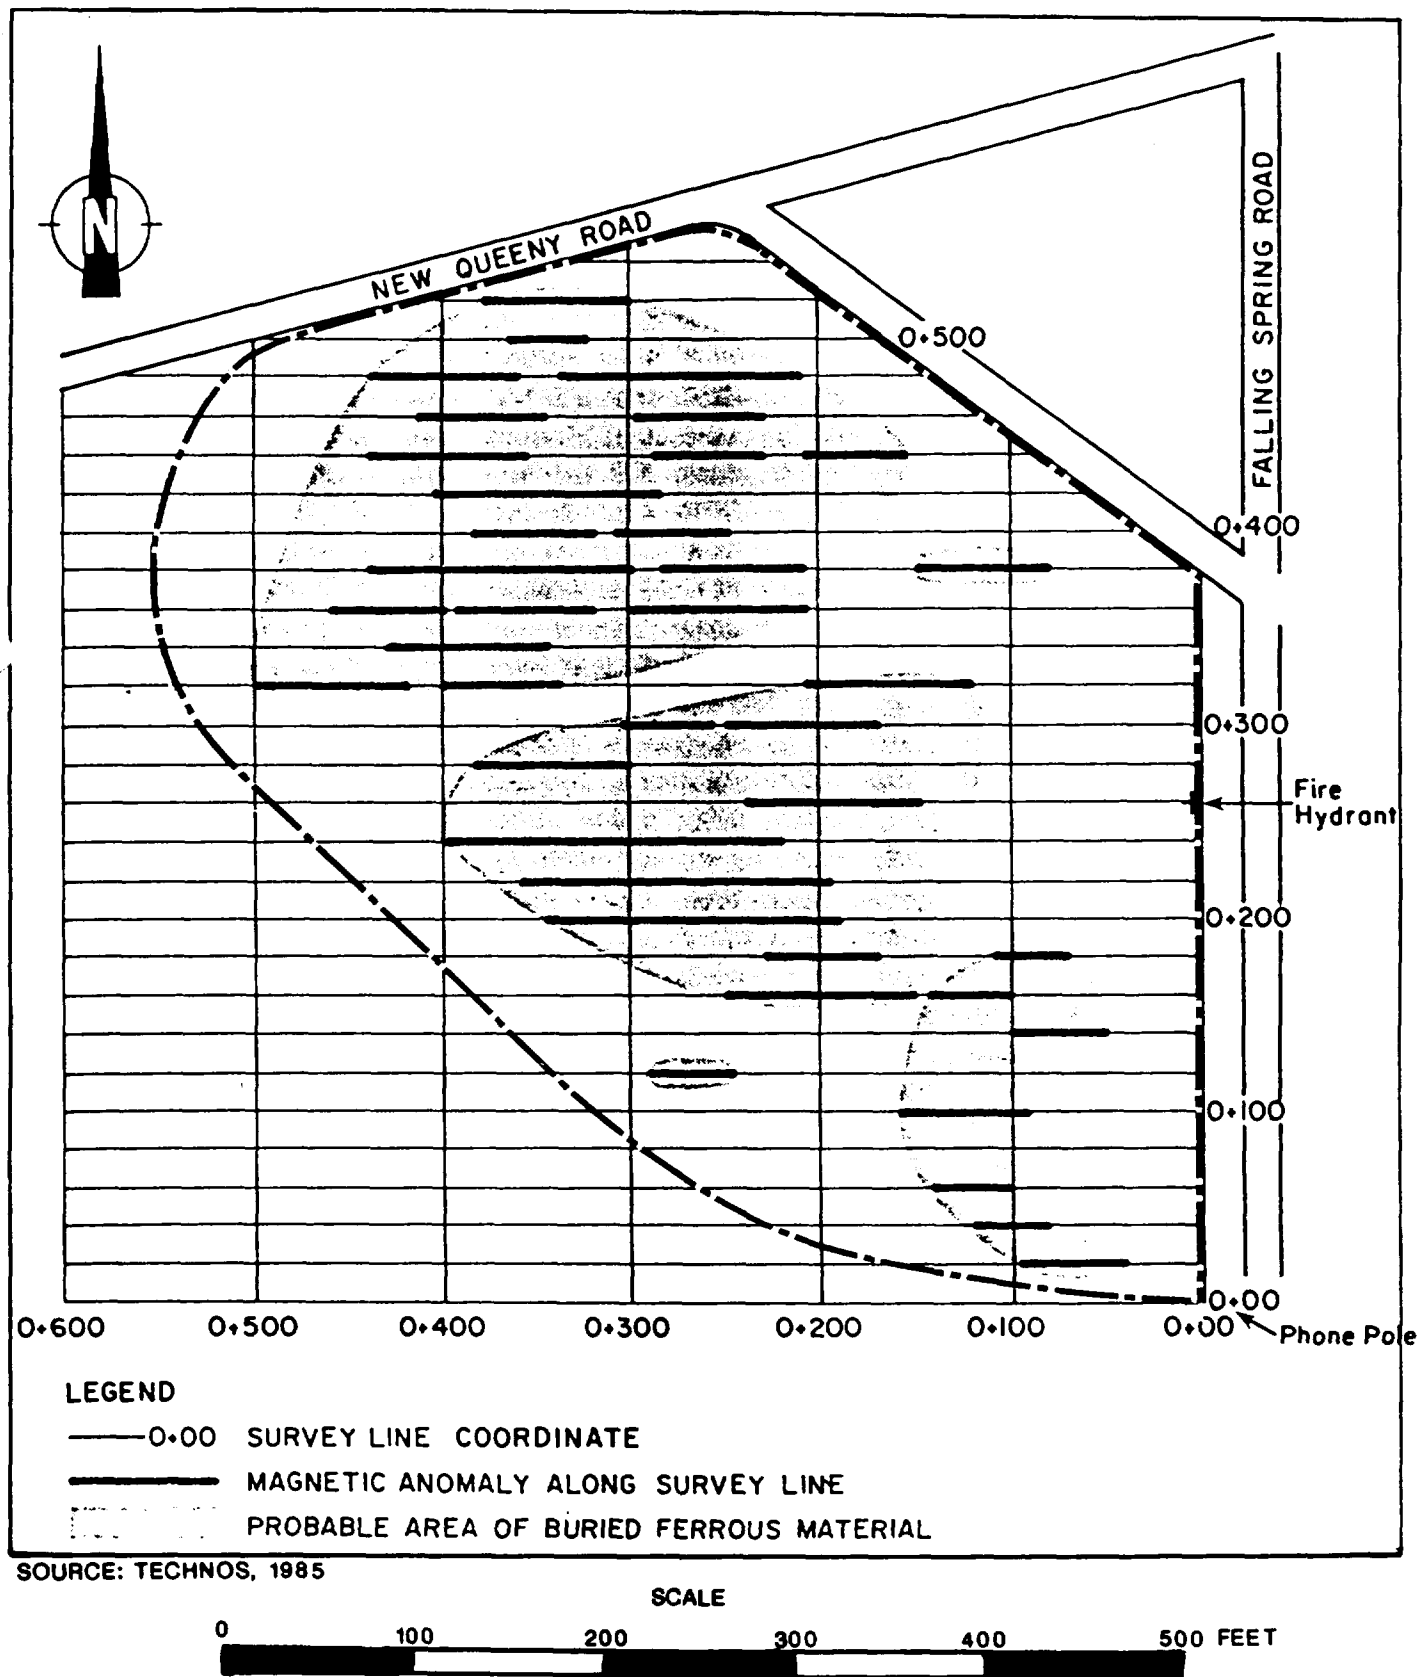 N
NEW QUEENY ROAD
FALLING SPRING ROAD
0+500
0+400
0+300
Fire
Hydrant
0+200
0+100
0+00
0+600 0+500 0+400 0+300 0+200 0+100 0+00
Phone Pole
LEGEND
0+00 SURVEY LINE COORDINATE
MAGNETIC ANOMALY ALONG SURVEY LINE
PROBABLE AREA OF BURIED FERROUS MATERIAL
SOURCE: TECHNOS, 1985
SCALE
0 100 200 300 400 500 FEET